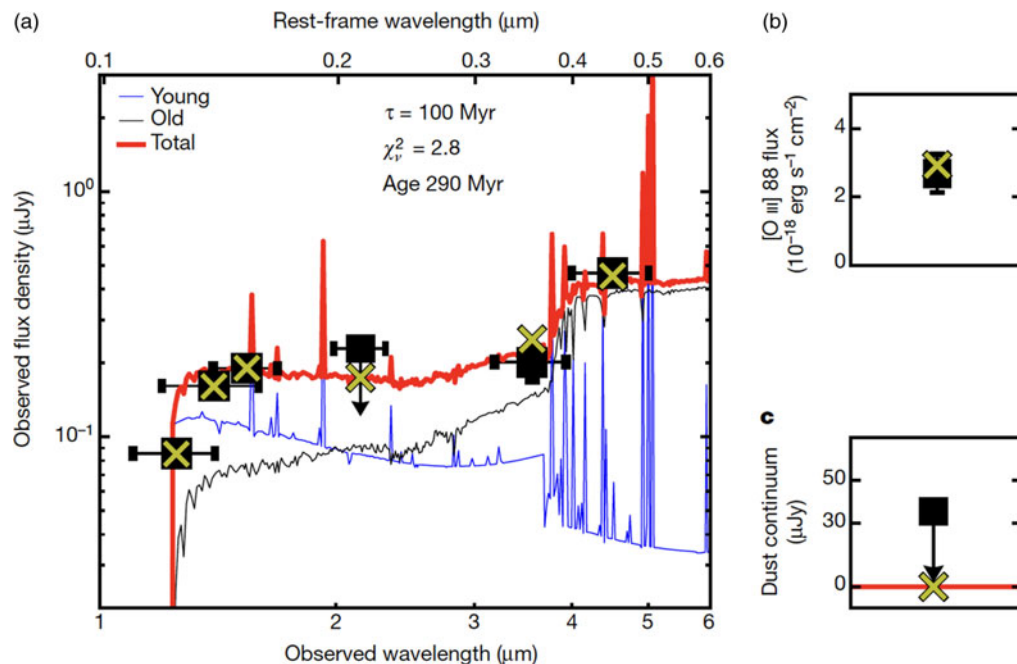 (a)
Rest-frame wavelength (μm)
0.1 0.2 0.3 0.4 0.5 0.6
Young
Old
Total
τ = 100 Myr
χ²ᵥ = 2.8
Age 290 Myr
Observed flux density (μJy)
10⁰
10⁻¹
1 2 3 4 5 6
Observed wavelength (μm)
(b)
[O III] 88 flux
(10⁻¹⁸ erg s⁻¹ cm⁻²)
4
2
0
c
Dust continuum
(μJy)
50
30
0